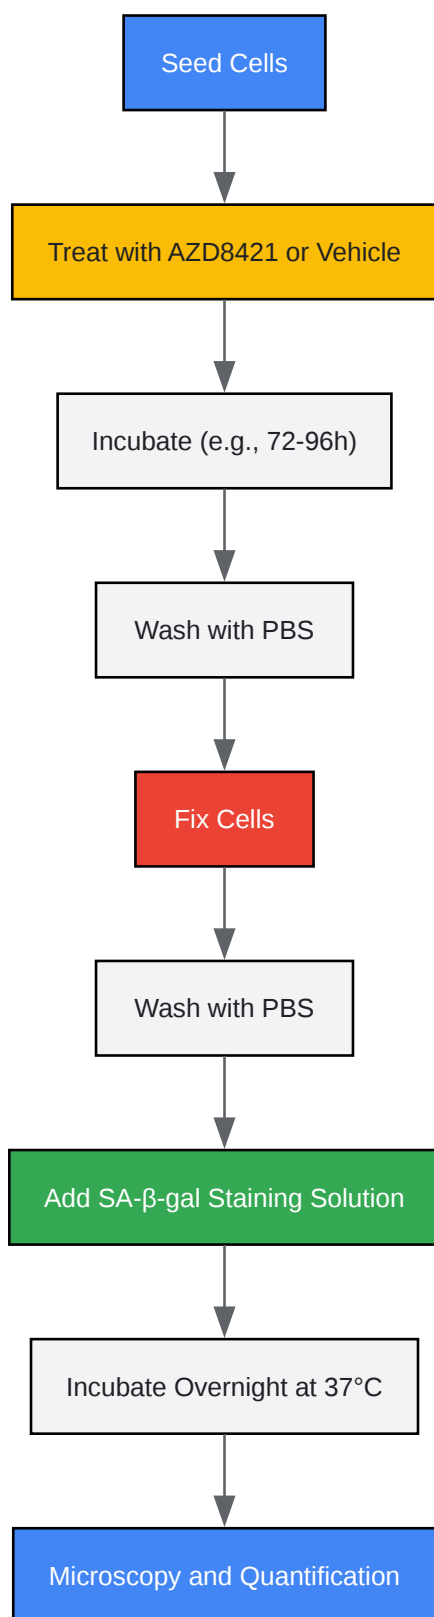 Seed Cells
Treat with AZD8421 or Vehicle
Incubate (e.g., 72-96h)
Wash with PBS
Fix Cells
Wash with PBS
Add SA-β-gal Staining Solution
Incubate Overnight at 37°C
Microscopy and Quantification